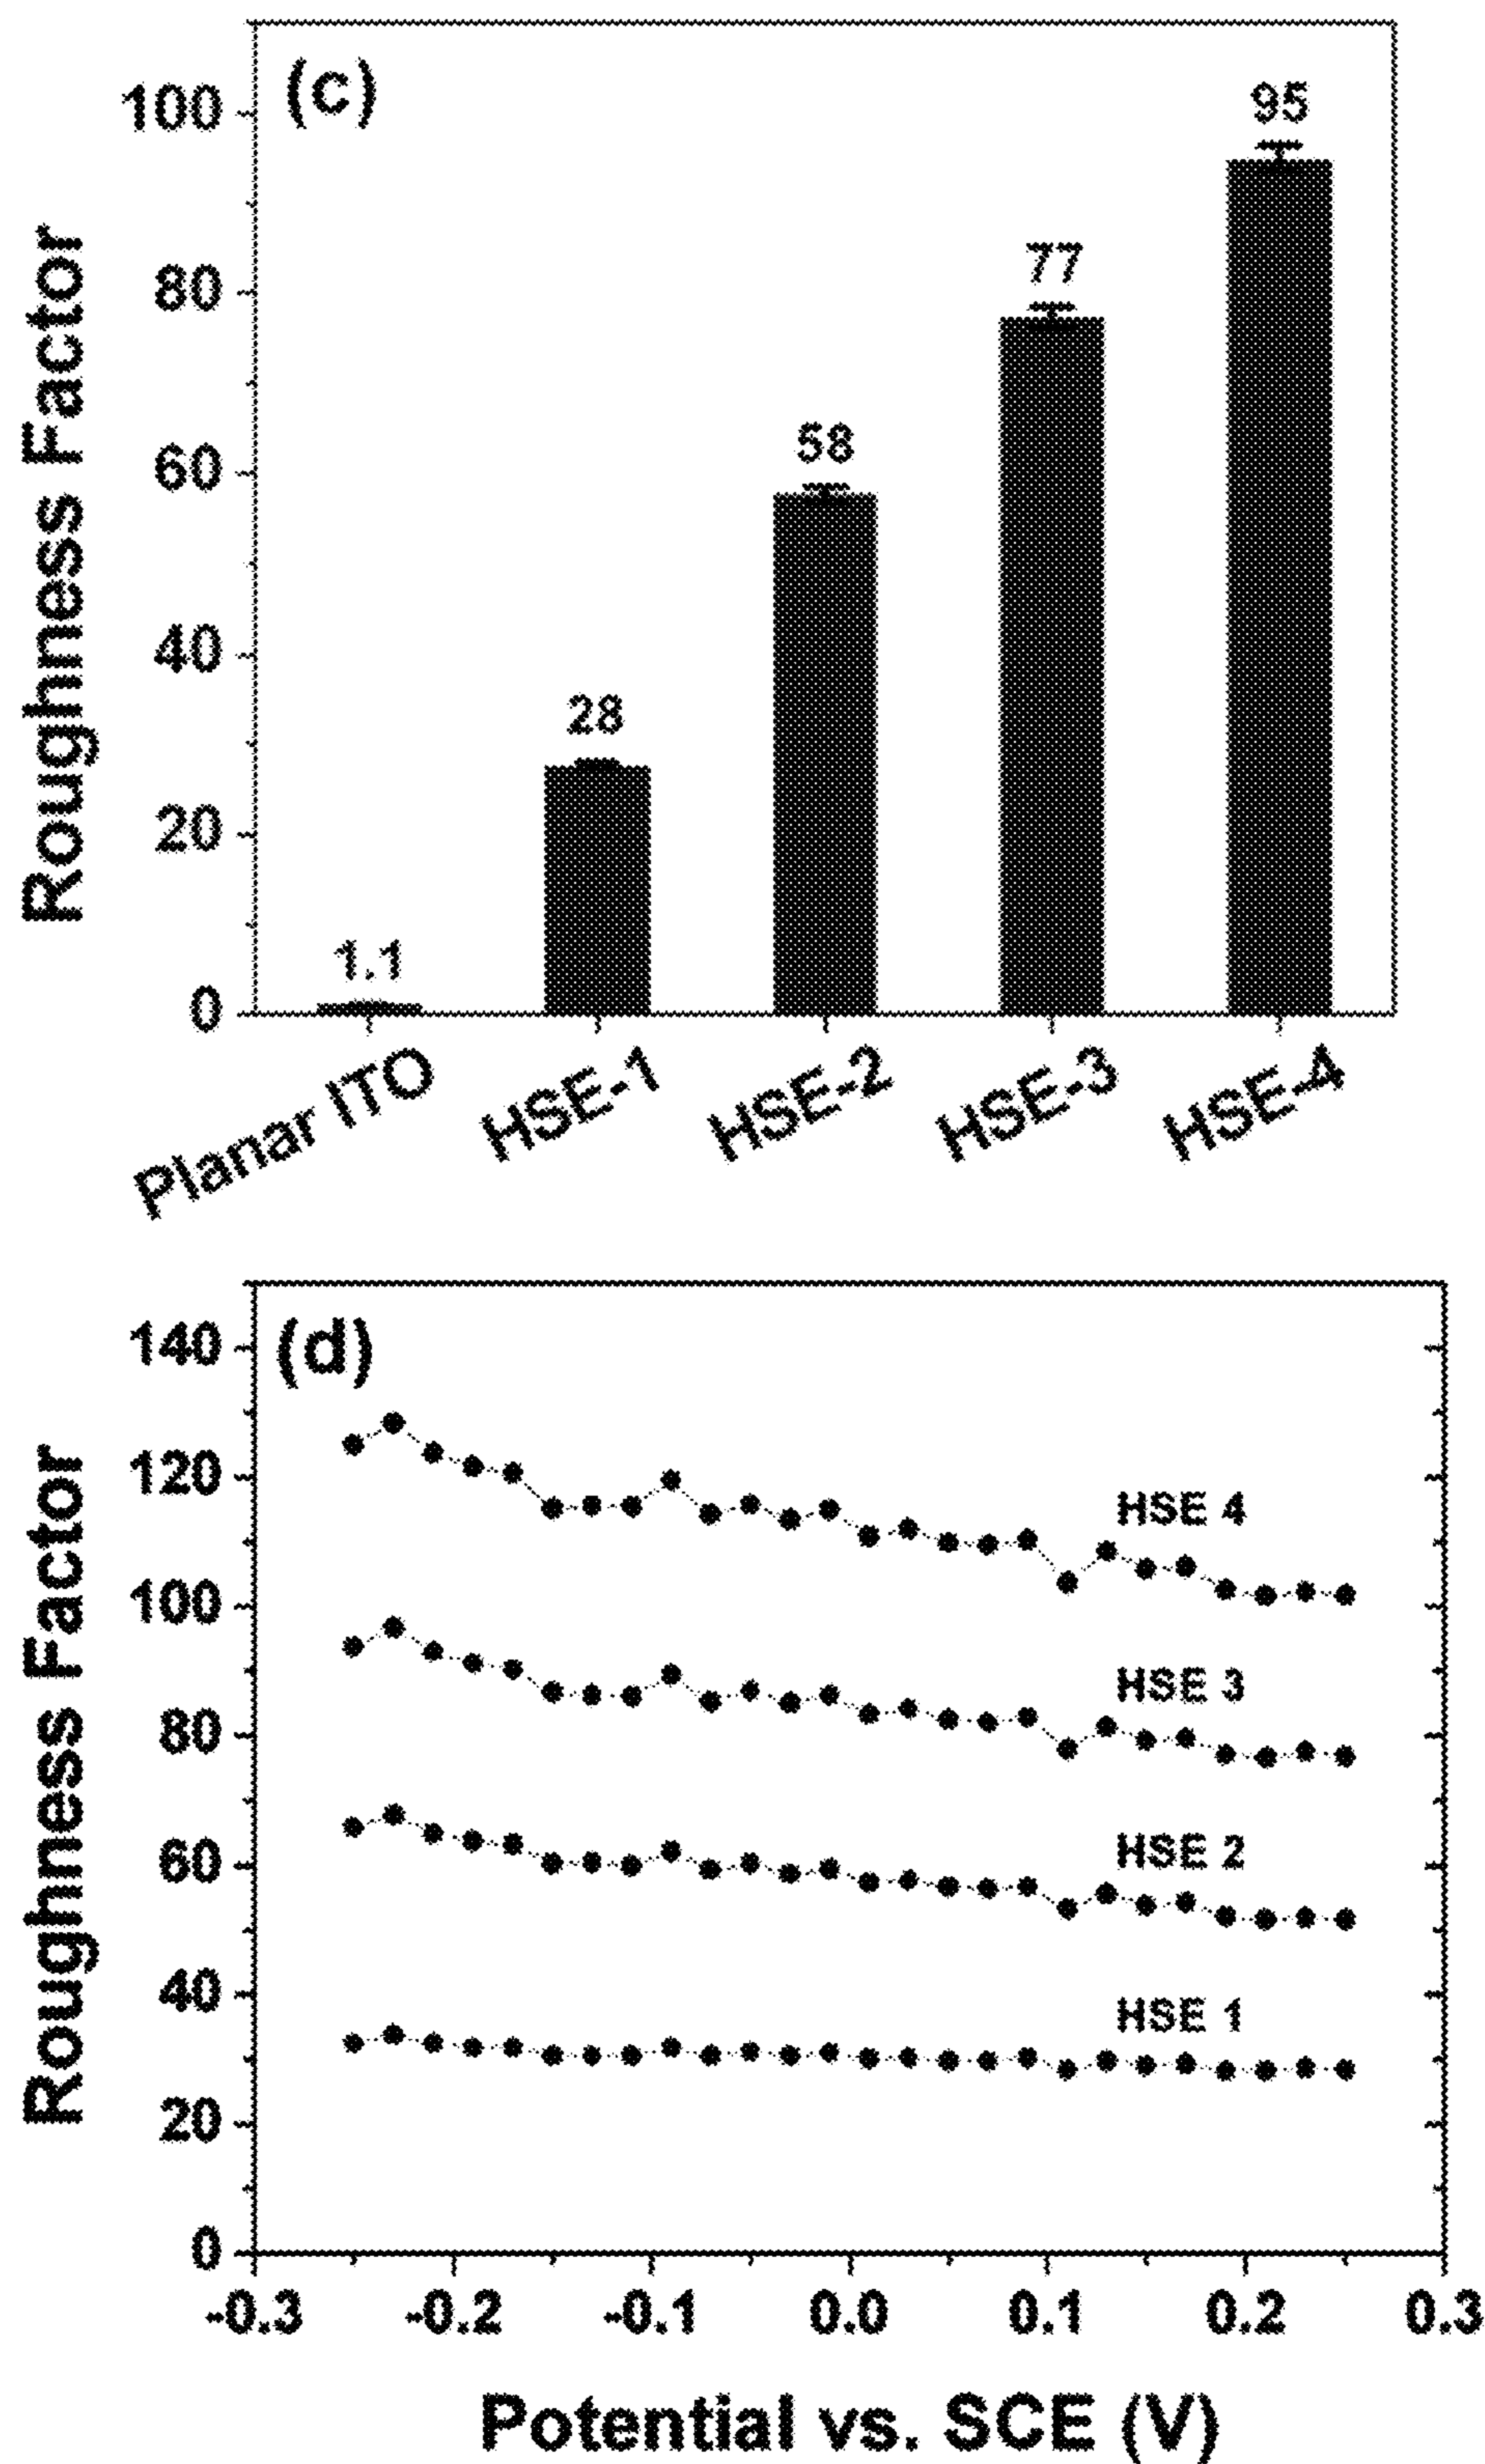 (c)
Roughness Factor
100
80
60
40
20
0
1.1
28
58
77
95
Planar ITO
HSE-1
HSE-2
HSE-3
HSE-4
(d)
Roughness Factor
140
120
100
80
60
40
20
0
HSE 4
HSE 3
HSE 2
HSE 1
-0.3 -0.2 -0.1 0.0 0.1 0.2 0.3
Potential vs. SCE (V)